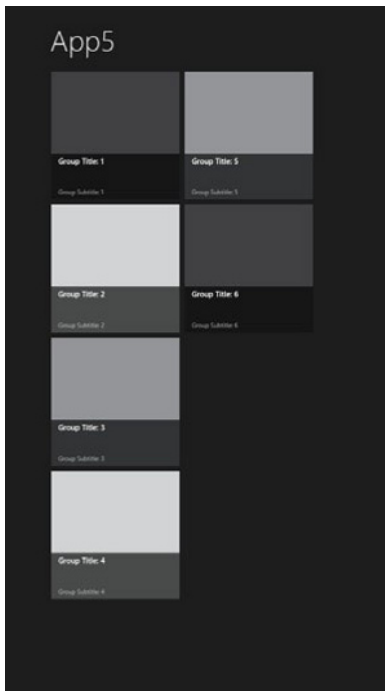 App5
Group Title: 1
Group Subtitle: 1
Group Title: 2
Group Subtitle: 2
Group Title: 3
Group Subtitle: 3
Group Title: 4
Group Subtitle: 4
Group Title: 5
Group Subtitle: 5
Group Title: 6
Group Subtitle: 6